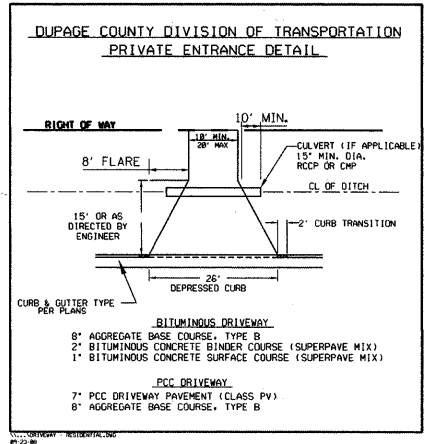 DUPAGE COUNTY DIVISION OF TRANSPORTATION
PRIVATE ENTRANCE DETAIL
10' MIN.
RIGHT OF WAY
10' MIN.
20' MAX
CULVERT (IF APPLICABLE)
15" MIN. DIA.
RCCP OR CMP
8' FLARE
CL OF DITCH
15' OR AS
DIRECTED BY
ENGINEER
2' CURB TRANSITION
26'
DEPRESSED CURB
CURB & GUTTER TYPE
PER PLANS
BITUMINOUS DRIVEWAY
8" AGGREGATE BASE COURSE, TYPE B
2" BITUMINOUS CONCRETE BINDER COURSE (SUPERPAVE MIX)
1" BITUMINOUS CONCRETE SURFACE COURSE (SUPERPAVE MIX)
PCC DRIVEWAY
7" PCC DRIVEWAY PAVEMENT (CLASS PV)
8" AGGREGATE BASE COURSE, TYPE B
\\...\DRIVEWAY - RESIDENTIAL.DWG